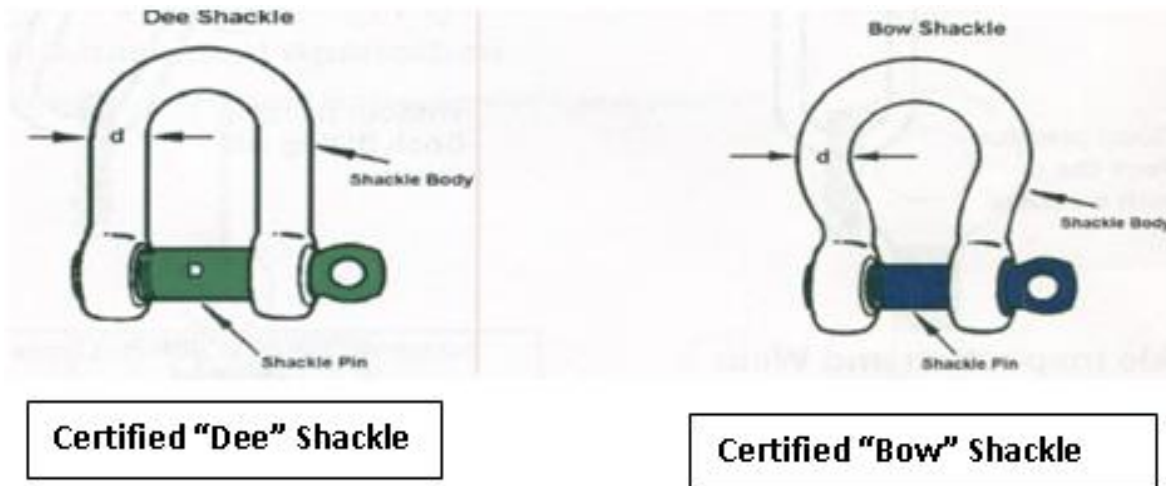 Dee Shackle
d
Shackle Body
Shackle Pin
Certified “Dee” Shackle
Bow Shackle
d
Shackle Body
Shackle Pin
Certified “Bow” Shackle